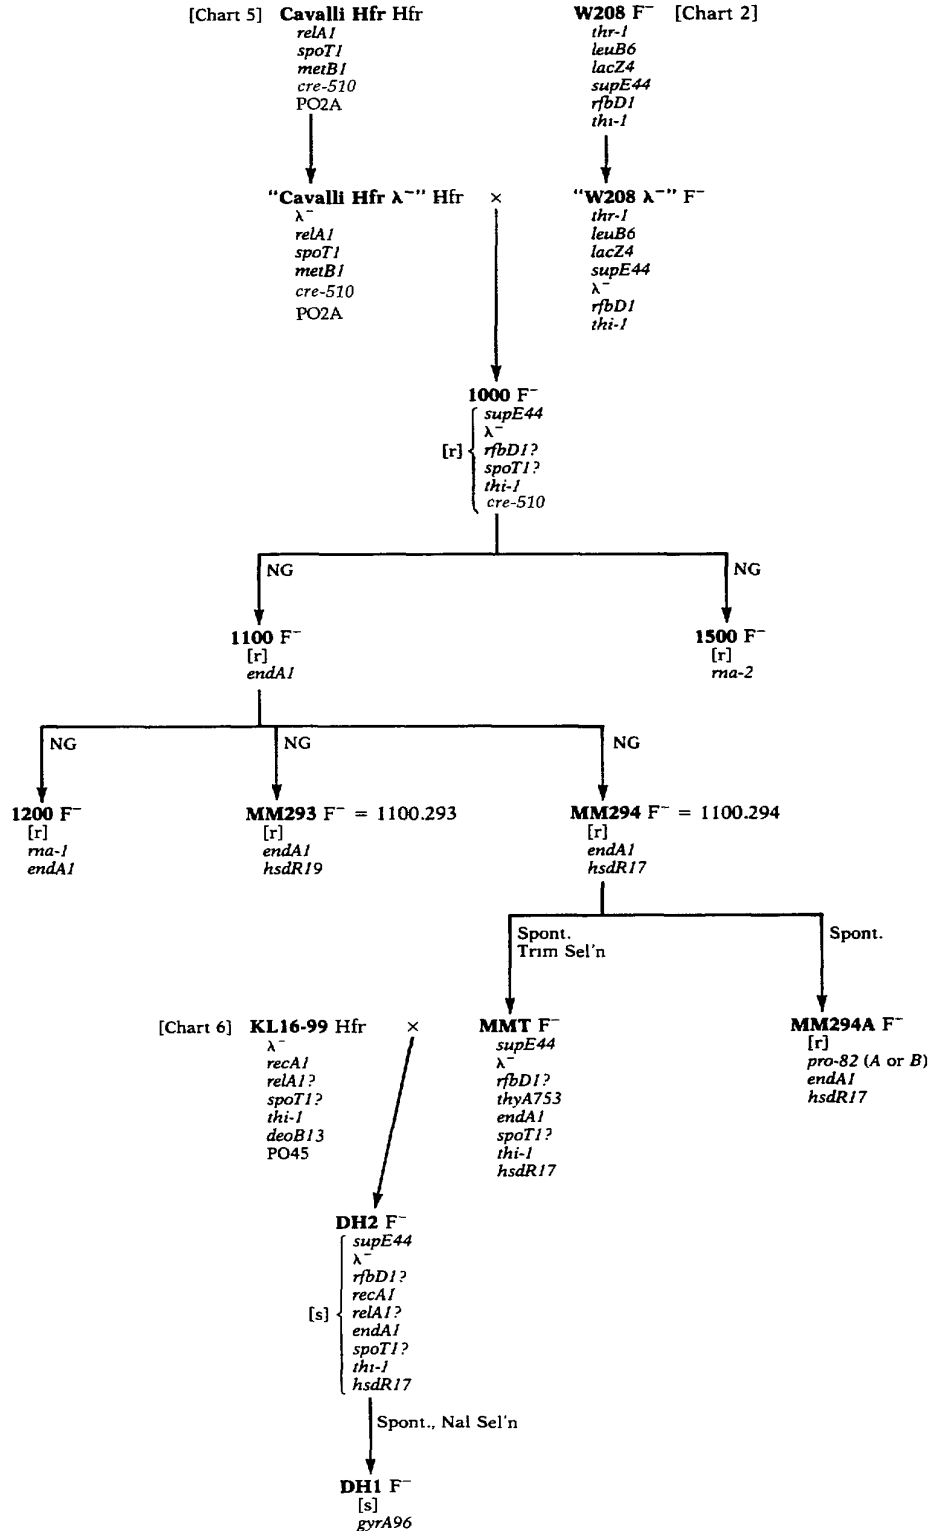 [Chart 5] Cavalli Hfr Hfr
relA1
spoT1
metB1
cre-510
PO2A
W208 F⁻ [Chart 2]
thr-1
leuB6
lacZ4
supE44
rfbD1
thi-1
"Cavalli Hfr λ⁻" Hfr
λ⁻
relA1
spoT1
metB1
cre-510
PO2A
×
"W208 λ⁻" F⁻
thr-1
leuB6
lacZ4
supE44
λ⁻
rfbD1
thi-1
1000 F⁻
[r]
supE44
λ⁻
rfbD1?
spoT1?
thi-1
cre-510
NG
NG
1100 F⁻
[r]
endA1
1500 F⁻
[r]
rna-2
NG
NG
NG
1200 F⁻
[r]
rna-1
endA1
MM293 F⁻ = 1100.293
[r]
endA1
hsdR19
MM294 F⁻ = 1100.294
[r]
endA1
hsdR17
Spont.
Trim Sel'n
Spont.
[Chart 6] KL16-99 Hfr
λ⁻
recA1
relA1?
spoT1?
thi-1
deoB13
PO45
×
MMT F⁻
supE44
λ⁻
rfbD1?
thyA753
endA1
spoT1?
thi-1
hsdR17
MM294A F⁻
[r]
pro-82 (A or B)
endA1
hsdR17
DH2 F⁻
[s]
supE44
λ⁻
rfbD1?
recA1
relA1?
endA1
spoT1?
thi-1
hsdR17
Spont., Nal Sel'n
DH1 F⁻
[s]
gyrA96